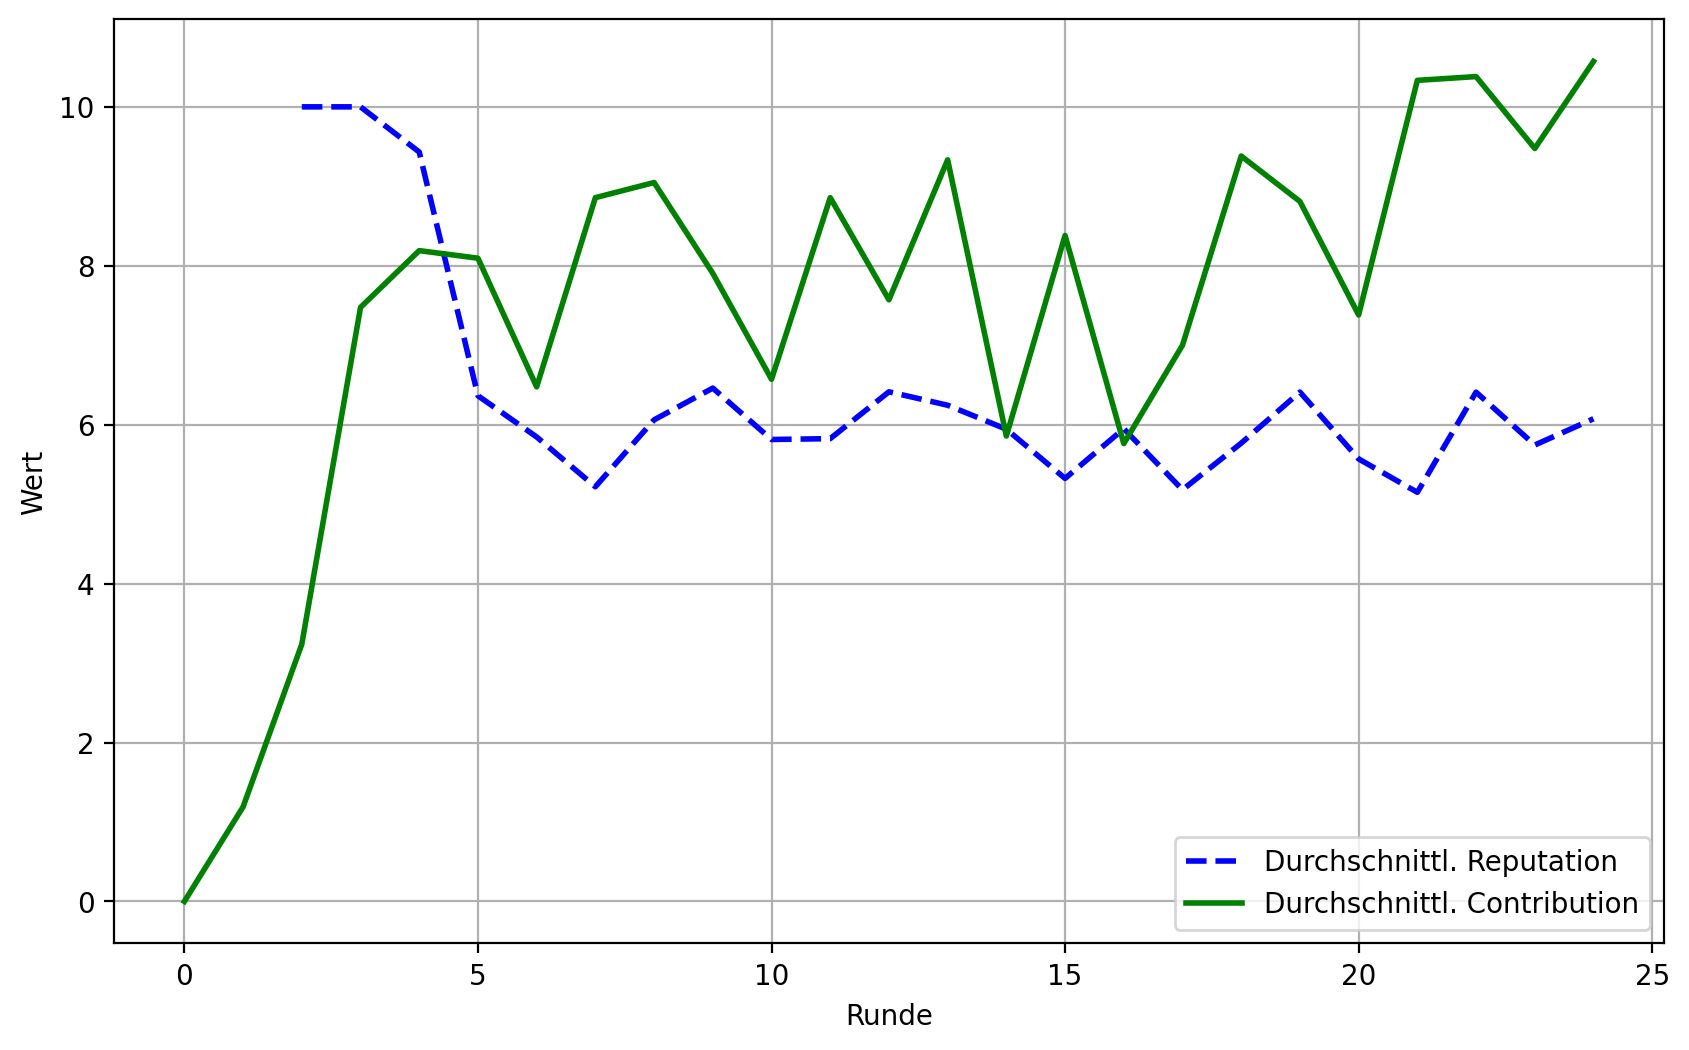 10
8
6
4
2
0
Wert
0 5 10 15 20 25
Runde
Durchschnittl. Reputation
Durchschnittl. Contribution